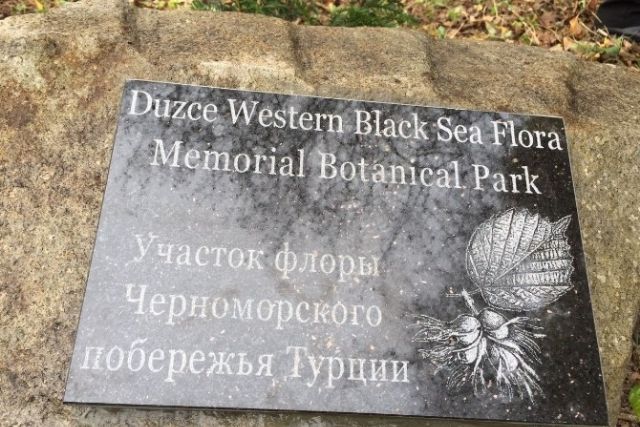 Duzce Western Black Sea Flora
Memorial Botanical Park
Участок флоры
Черноморского
побережья Турции